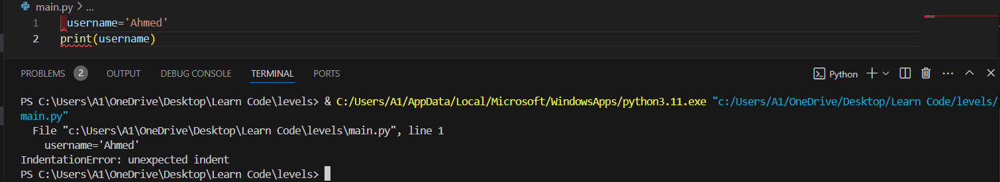 main.py > ...
1 username='Ahmed'
2 print(username)
PROBLEMS 2 OUTPUT DEBUG CONSOLE TERMINAL PORTS Python
PS C:\Users\A1\OneDrive\Desktop\Learn Code\levels> & C:/Users/A1/AppData/Local/Microsoft/WindowsApps/python3.11.exe "c:/Users/A1/OneDrive/Desktop/Learn Code/levels/
main.py"
File "c:\Users\A1\OneDrive\Desktop\Learn Code\levels\main.py", line 1
username='Ahmed'
IndentationError: unexpected indent
PS C:\Users\A1\OneDrive\Desktop\Learn Code\levels>